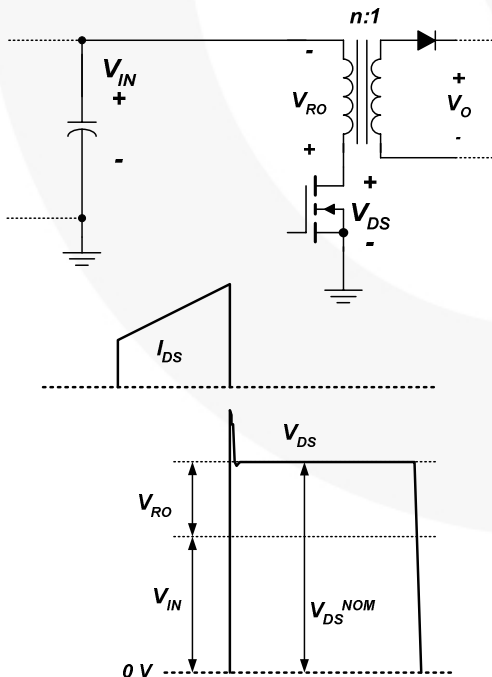 n:1
-
V_IN
+
-
V_RO
+
+
V_O
-
+
V_DS
-
I_DS
V_DS
V_RO
V_IN
V_DS^NOM
0 V